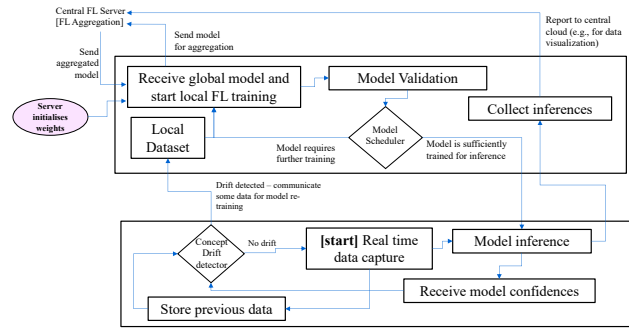 Central FL Server
[FL Aggregation]
Send
aggregated
model
Send model
for aggregation
Report to central
cloud (e.g., for data
visualization)
Server
initialises
weights
Receive global model and
start local FL training
Model Validation
Collect inferences
Local
Dataset
Model
Scheduler
Model requires
further training
Model is sufficiently
trained for inference
Drift detected – communicate
some data for model re-
training
Concept
Drift
detector
No drift
[start] Real time
data capture
Model inference
Receive model confidences
Store previous data